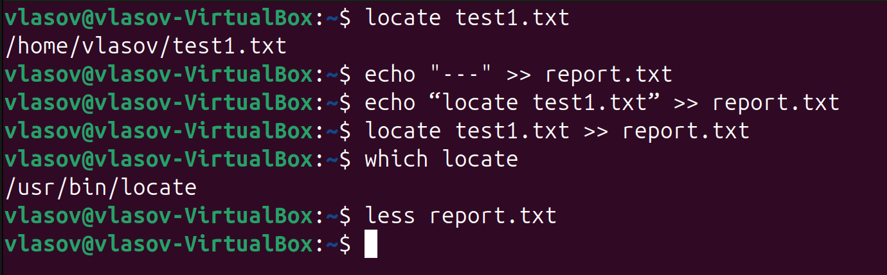 vlasov@vlasov-VirtualBox:~$ locate test1.txt
/home/vlasov/test1.txt
vlasov@vlasov-VirtualBox:~$ echo "---" >> report.txt
vlasov@vlasov-VirtualBox:~$ echo “locate test1.txt” >> report.txt
vlasov@vlasov-VirtualBox:~$ locate test1.txt >> report.txt
vlasov@vlasov-VirtualBox:~$ which locate
/usr/bin/locate
vlasov@vlasov-VirtualBox:~$ less report.txt
vlasov@vlasov-VirtualBox:~$